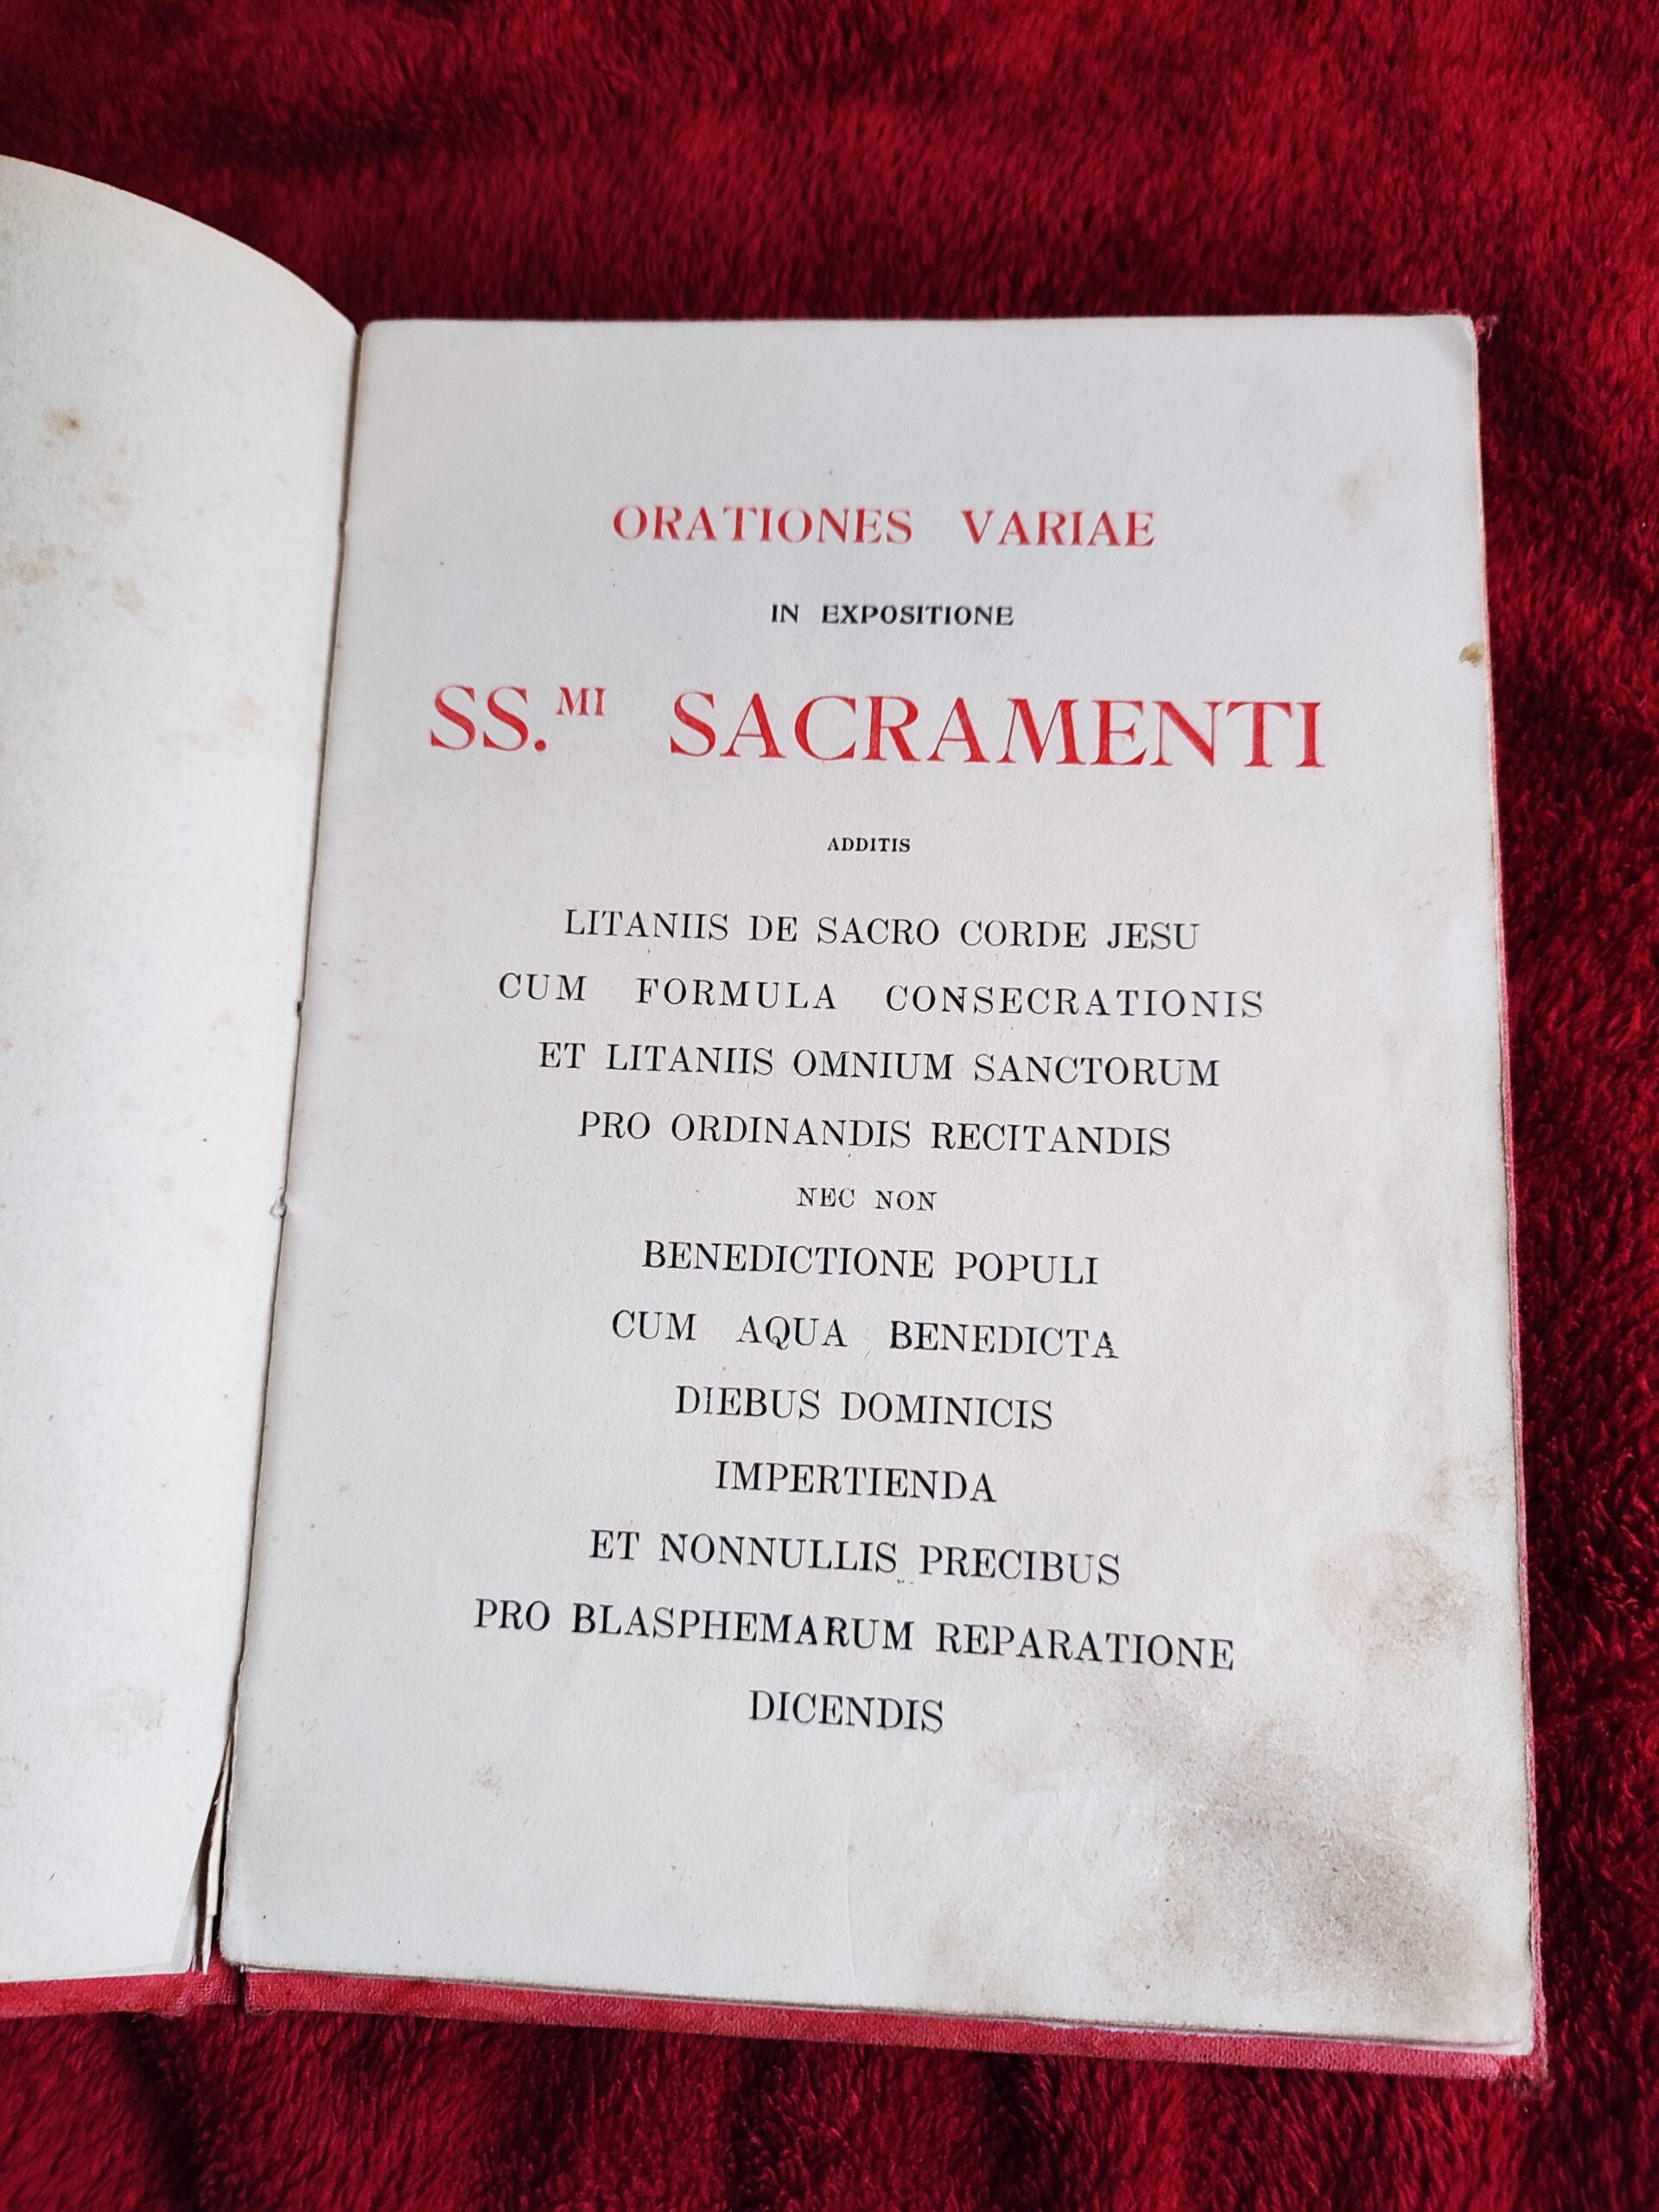 ORATIONES VARIAE
IN EXPOSITIONE
SS.MI SACRAMENTI
ADDITIS
LITANIIS DE SACRO CORDE JESU
CUM FORMULA CONSECRATIONIS
ET LITANIIS OMNIUM SANCTORUM
PRO ORDINANDIS RECITANDIS
NEC NON
BENEDICTIONE POPULI
CUM AQUA BENEDICTA
DIEBUS DOMINICIS
IMPERTIENDA
ET NONNULLIS PRECIBUS
PRO BLASPHEMARUM REPARATIONE
DICENDIS